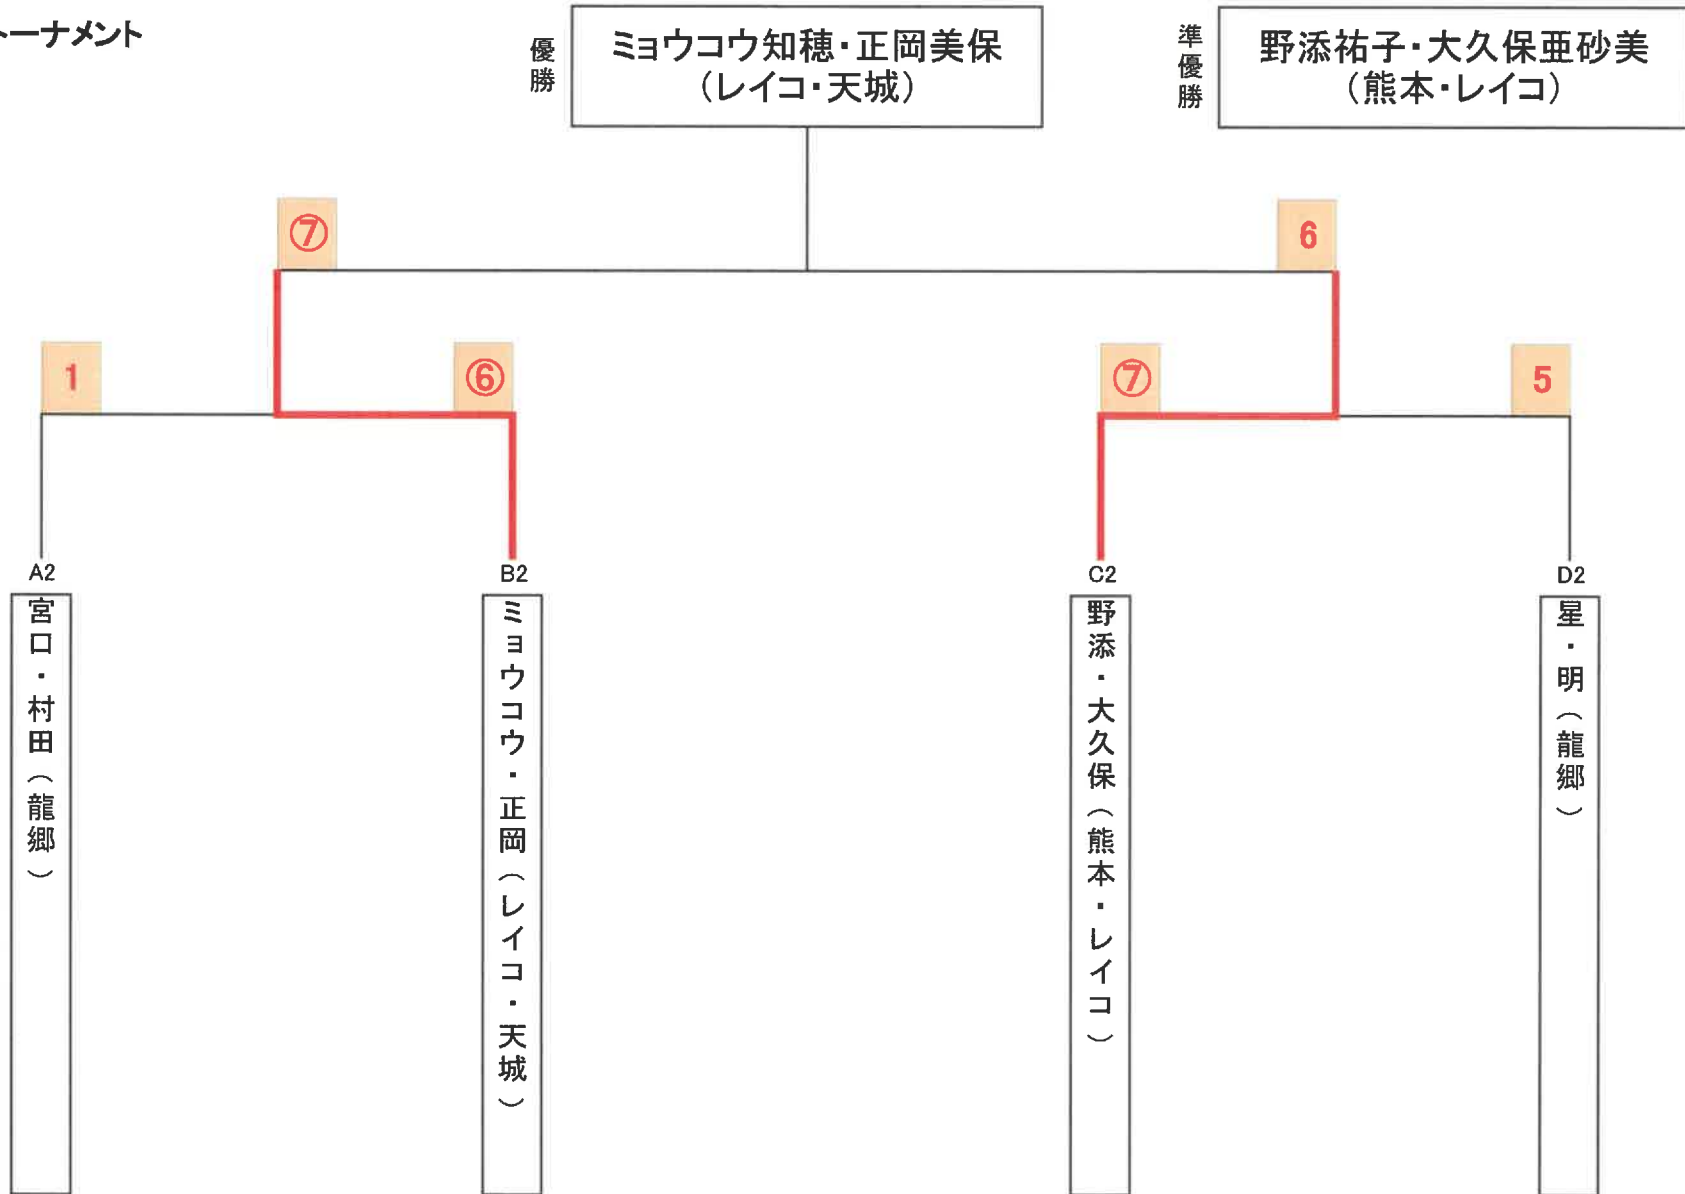 トーナメント
優勝
ミョウコウ知穂・正岡美保
(レイコ・天城)
準優勝
野添祐子・大久保亜砂美
(熊本・レイコ)
⑦
6
1
⑥
⑦
5
A2
B2
C2
D2
宮口・村田(龍郷)
ミョウコウ・正岡(レイコ・天城)
野添・大久保(熊本・レイコ)
星・明(龍郷)